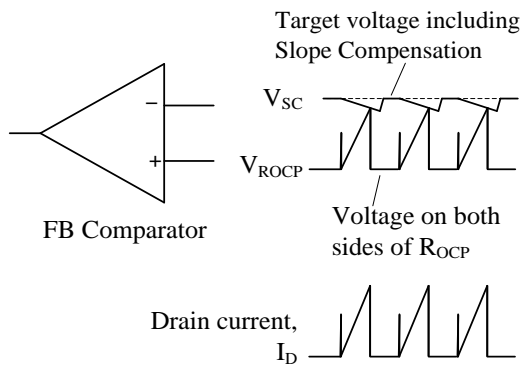 Target voltage including
Slope Compensation
V_SC
−
+
V_ROCP
FB Comparator
Voltage on both
sides of R_OCP
Drain current,
I_D